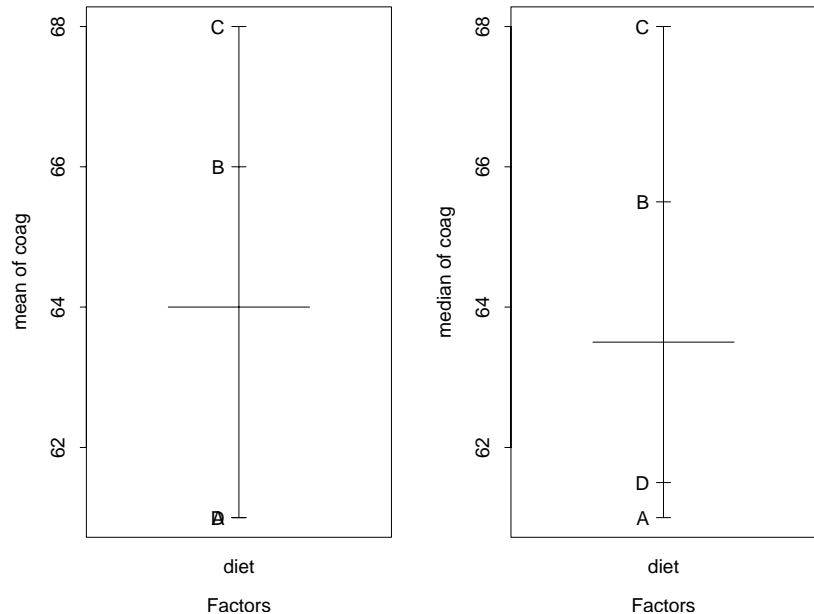 mean of coag
62 64 66 68
C
B
D A
diet
Factors
median of coag
62 64 66 68
C
B
D
A
diet
Factors